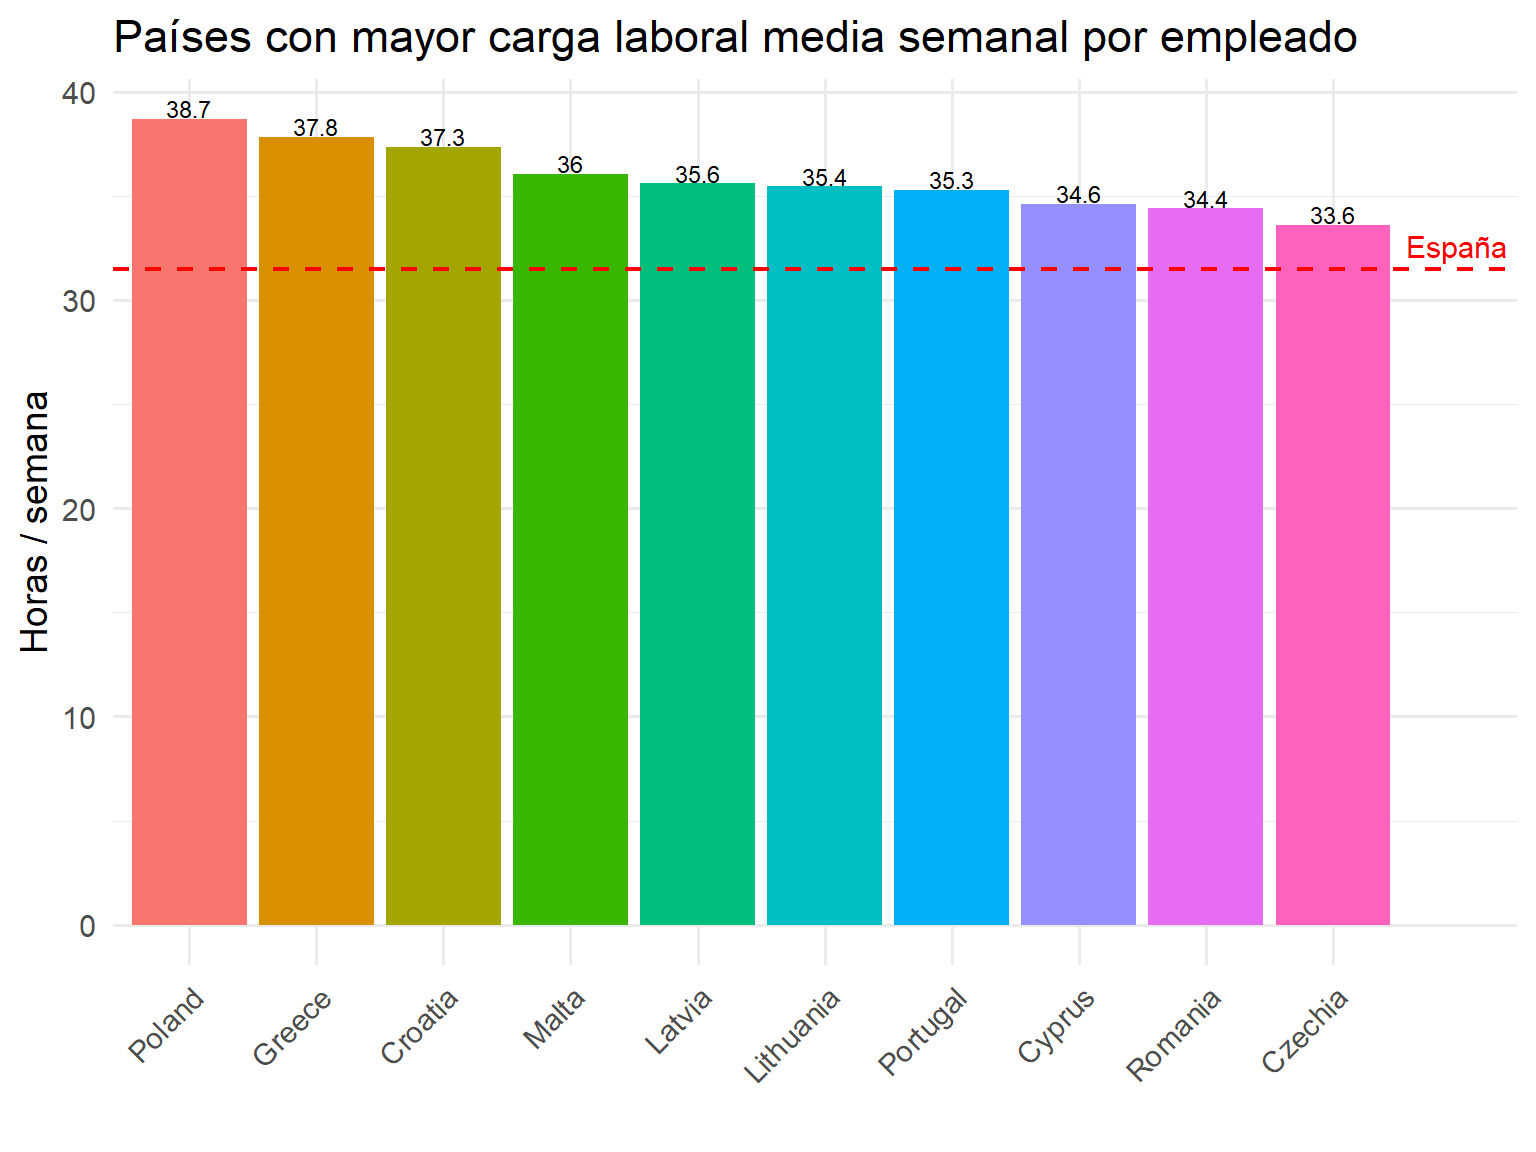 Países con mayor carga laboral media semanal por empleado
Horas / semana
40
30
20
10
0
38.7
37.8
37.3
36
35.6
35.4
35.3
34.6
34.4
33.6
España
Poland
Greece
Croatia
Malta
Latvia
Lithuania
Portugal
Cyprus
Romania
Czechia